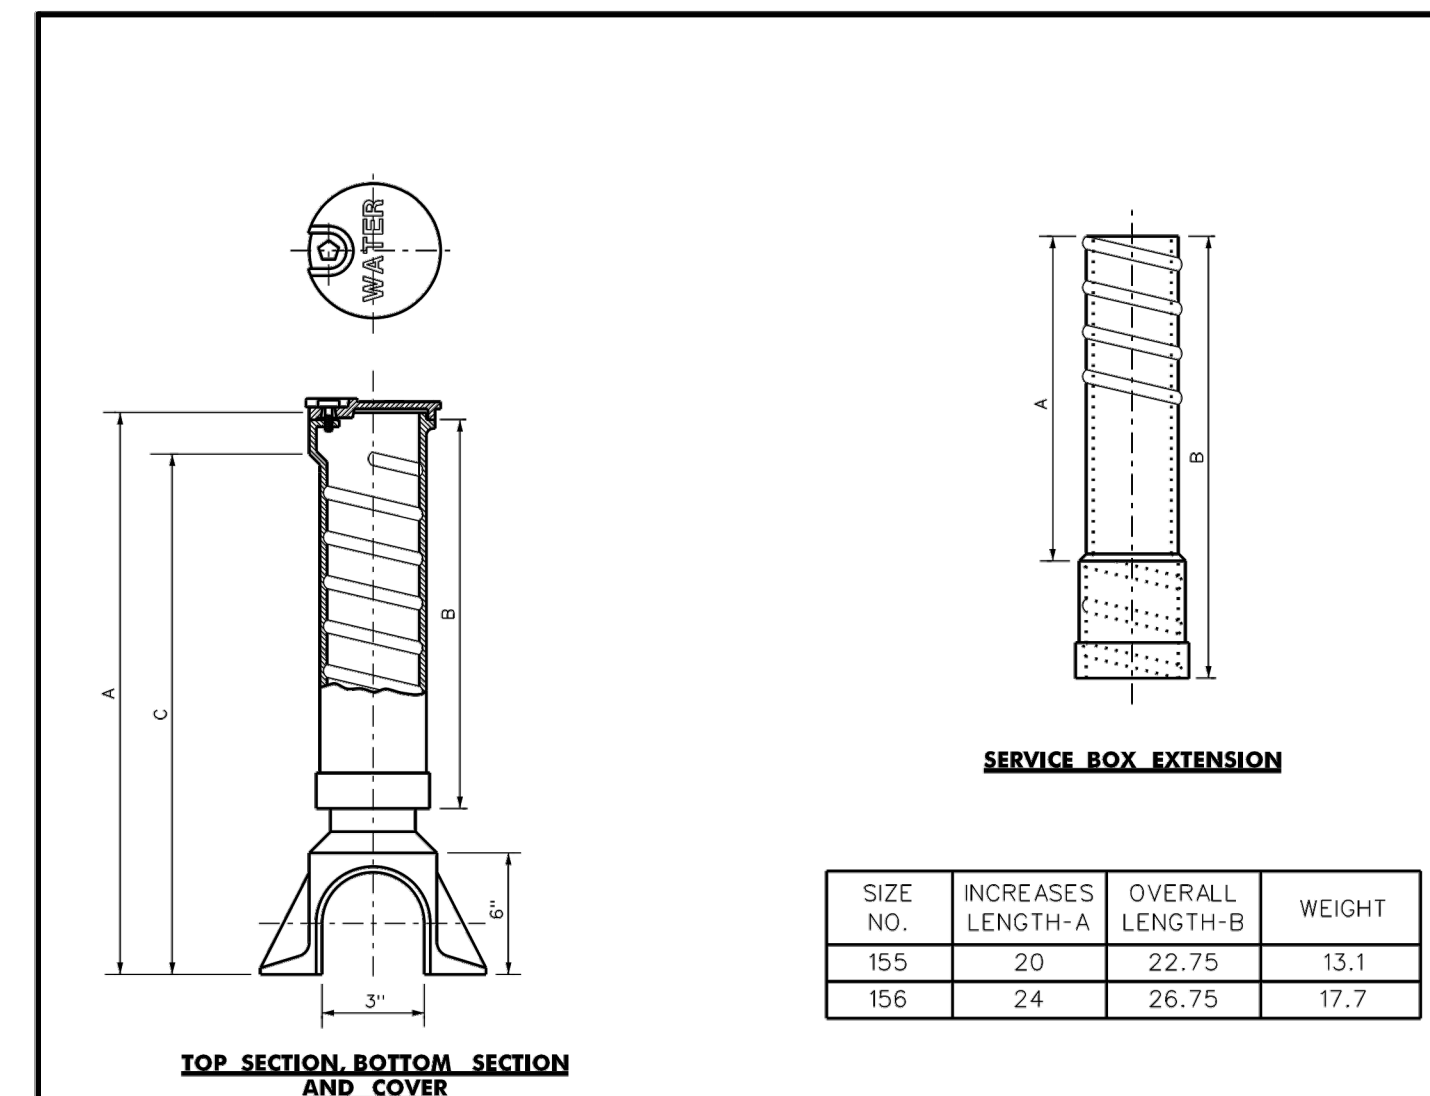 WATER
A
C
B
6"
3"
TOP SECTION, BOTTOM SECTION
AND COVER
A
B
SERVICE BOX EXTENSION
SIZE NO. INCREASES LENGTH-A OVERALL LENGTH-B WEIGHT
155 20 22.75 13.1
156 24 26.75 17.7